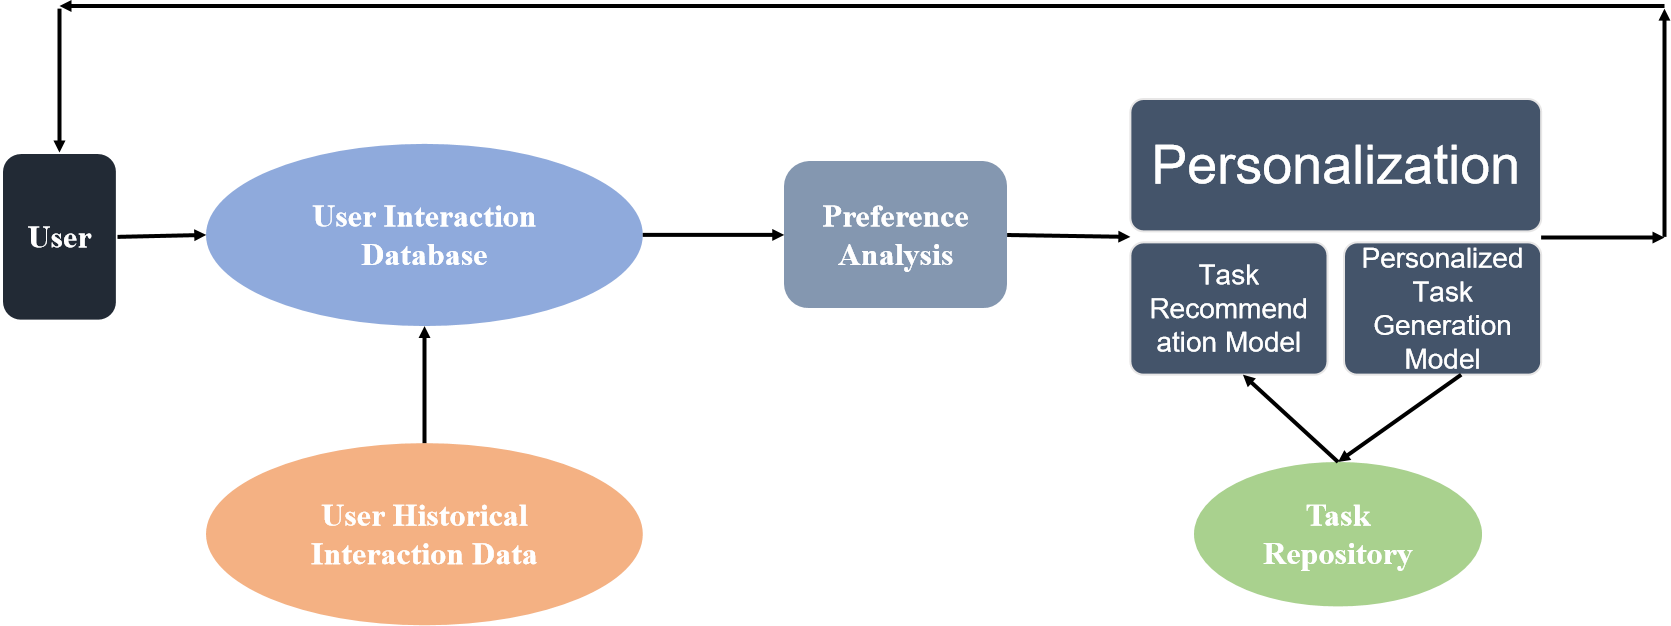 User
User Interaction
Database
Preference
Analysis
Personalization
Task
Recommend
ation Model
Personalized
Task
Generation
Model
User Historical
Interaction Data
Task
Repository